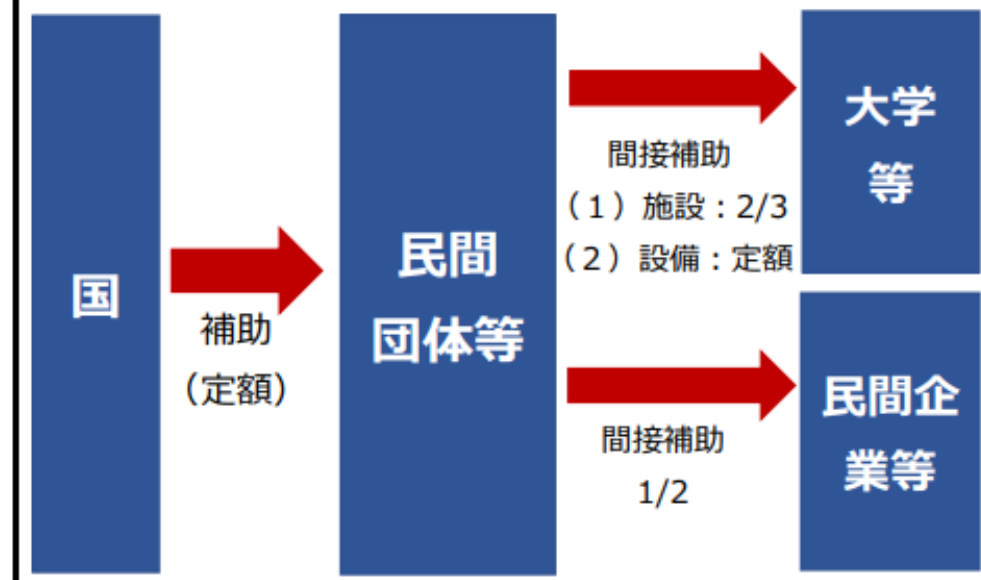 国
補助
（定額）
民間
団体等
間接補助
（１）施設：2/3
（２）設備：定額
大学
等
間接補助
1/2
民間企
業等